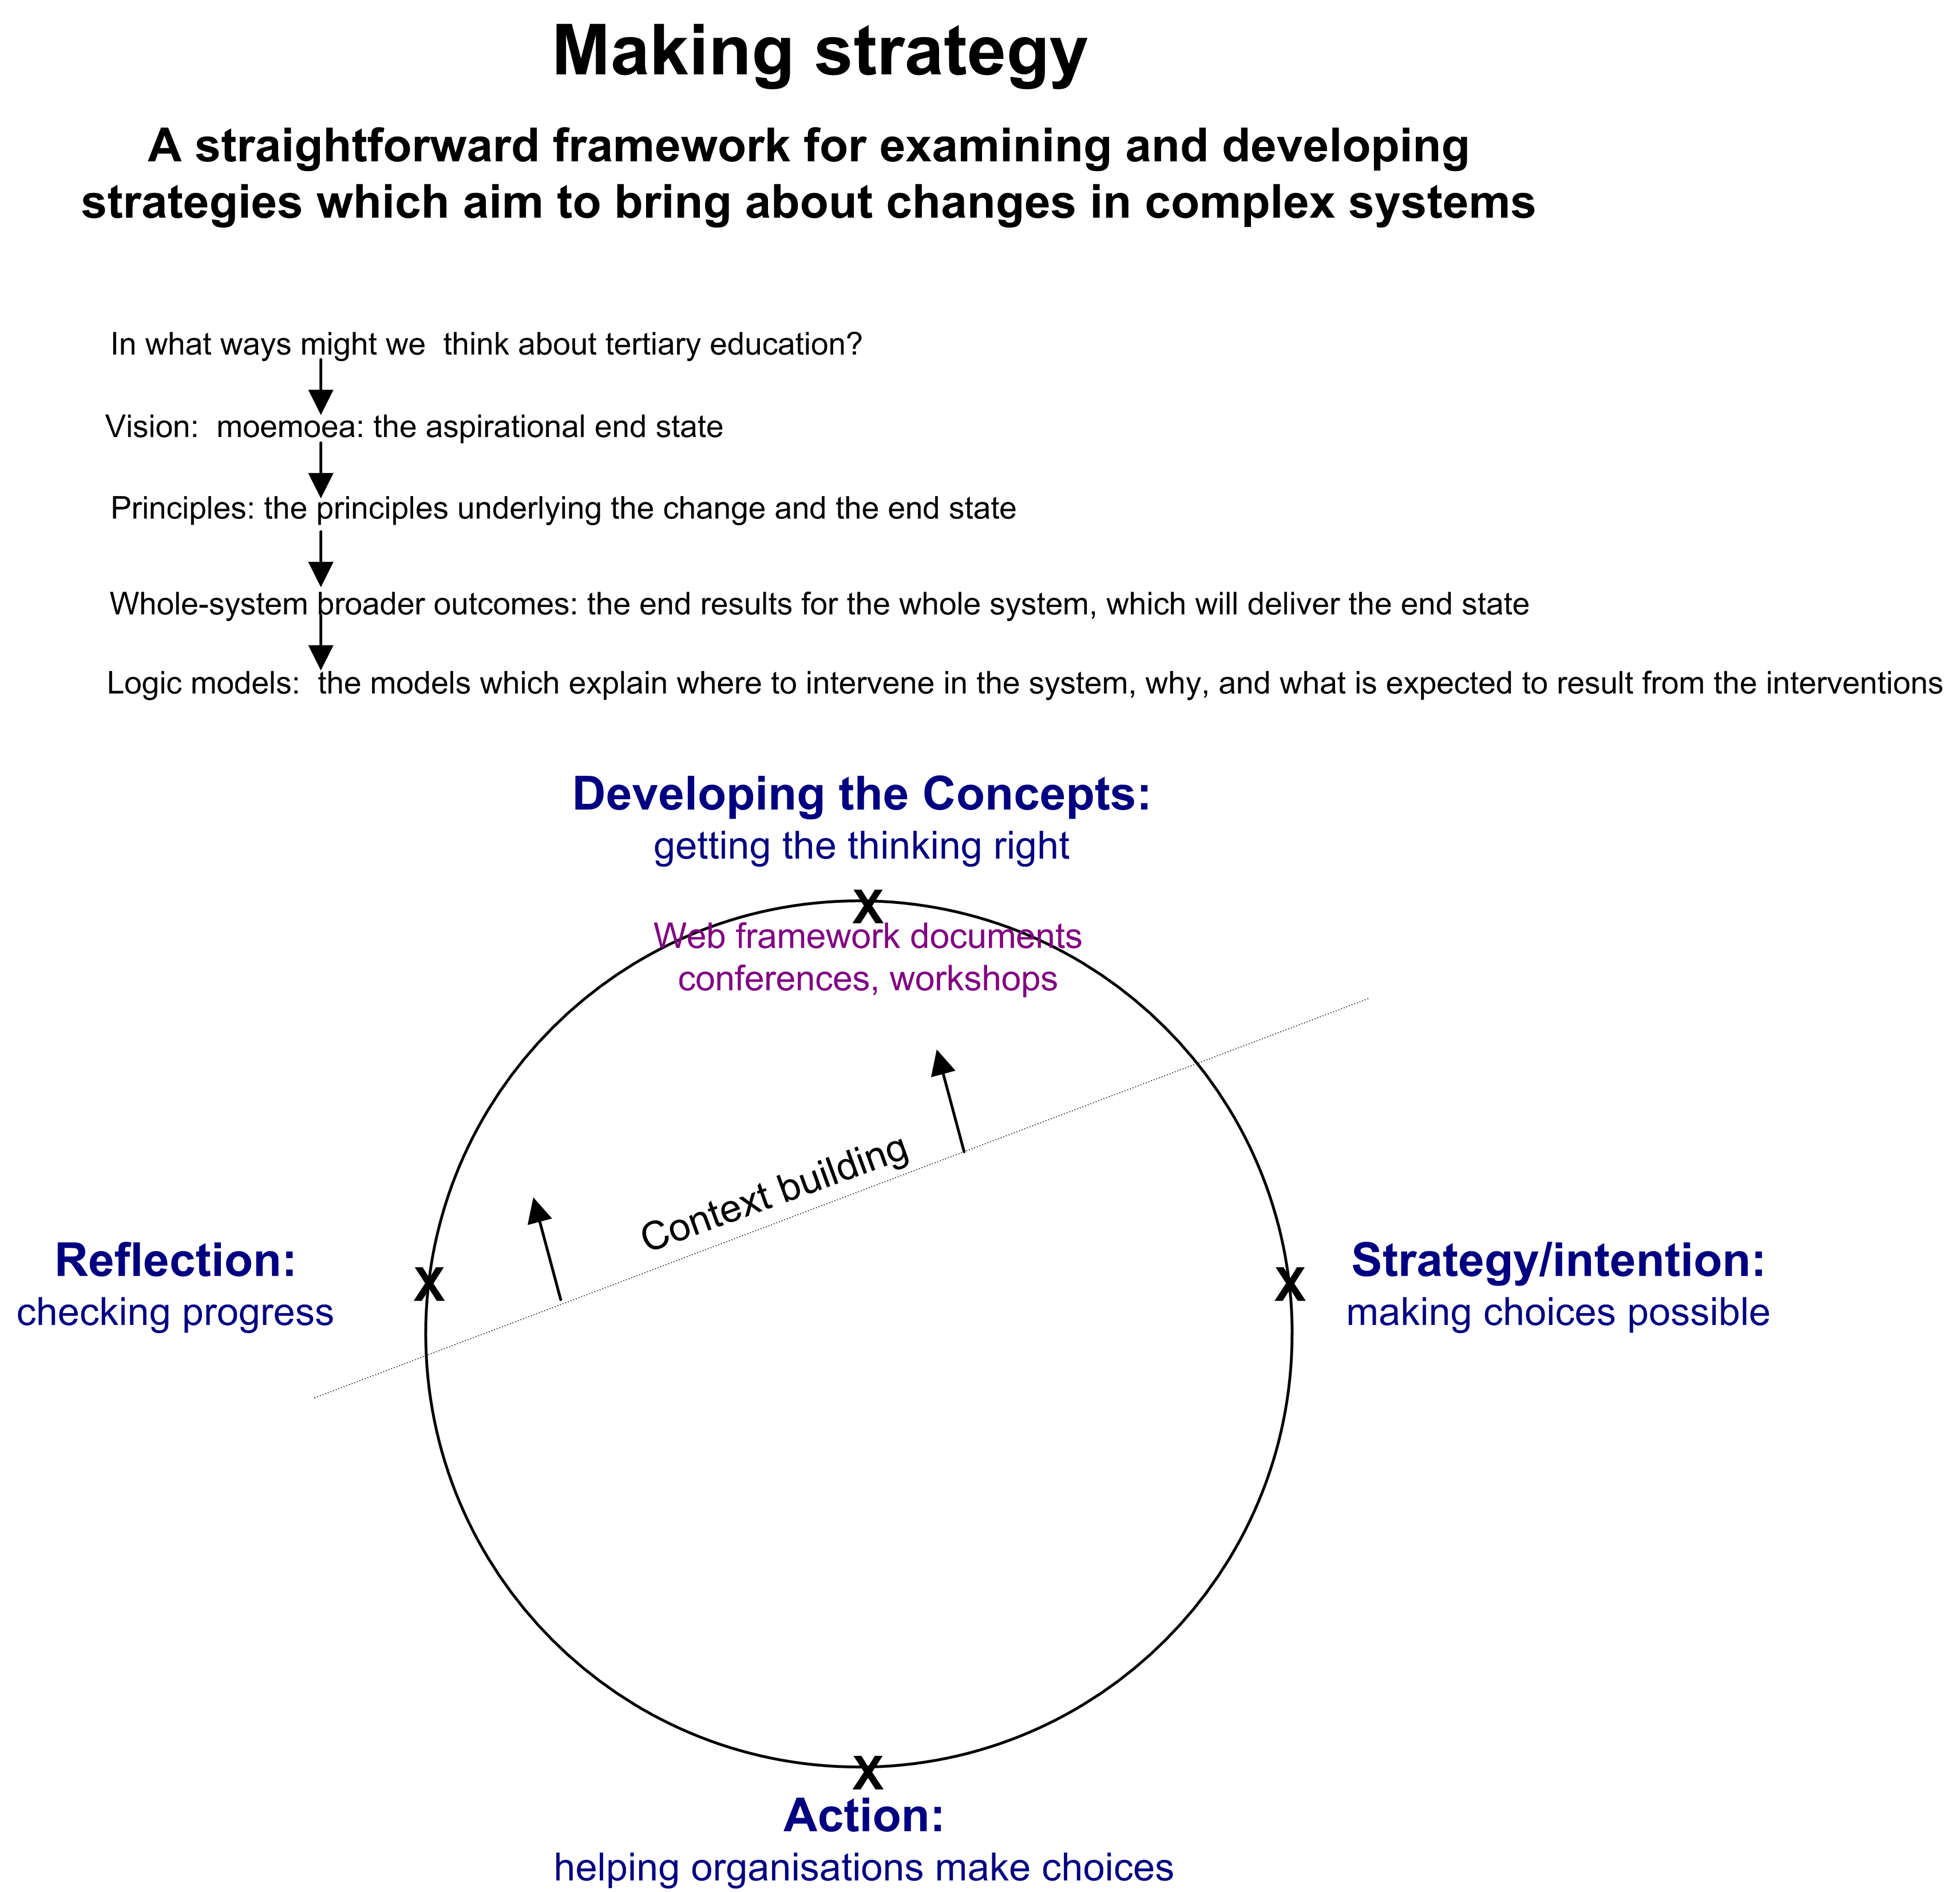 Making strategy
A straightforward framework for examining and developing
strategies which aim to bring about changes in complex systems
In what ways might we  think about tertiary education?
Vision:  moemoea: the aspirational end state
Principles: the principles underlying the change and the end state
Whole-system broader outcomes: the end results for the whole system, which will deliver the end state
Logic models:  the models which explain where to intervene in the system, why, and what is expected to result from the interventions
Developing the Concepts:
getting the thinking right
X
Web framework documents
conferences, workshops
Context building
Reflection:
checking progress
X
X
Strategy/intention:
making choices possible
X
Action:
helping organisations make choices